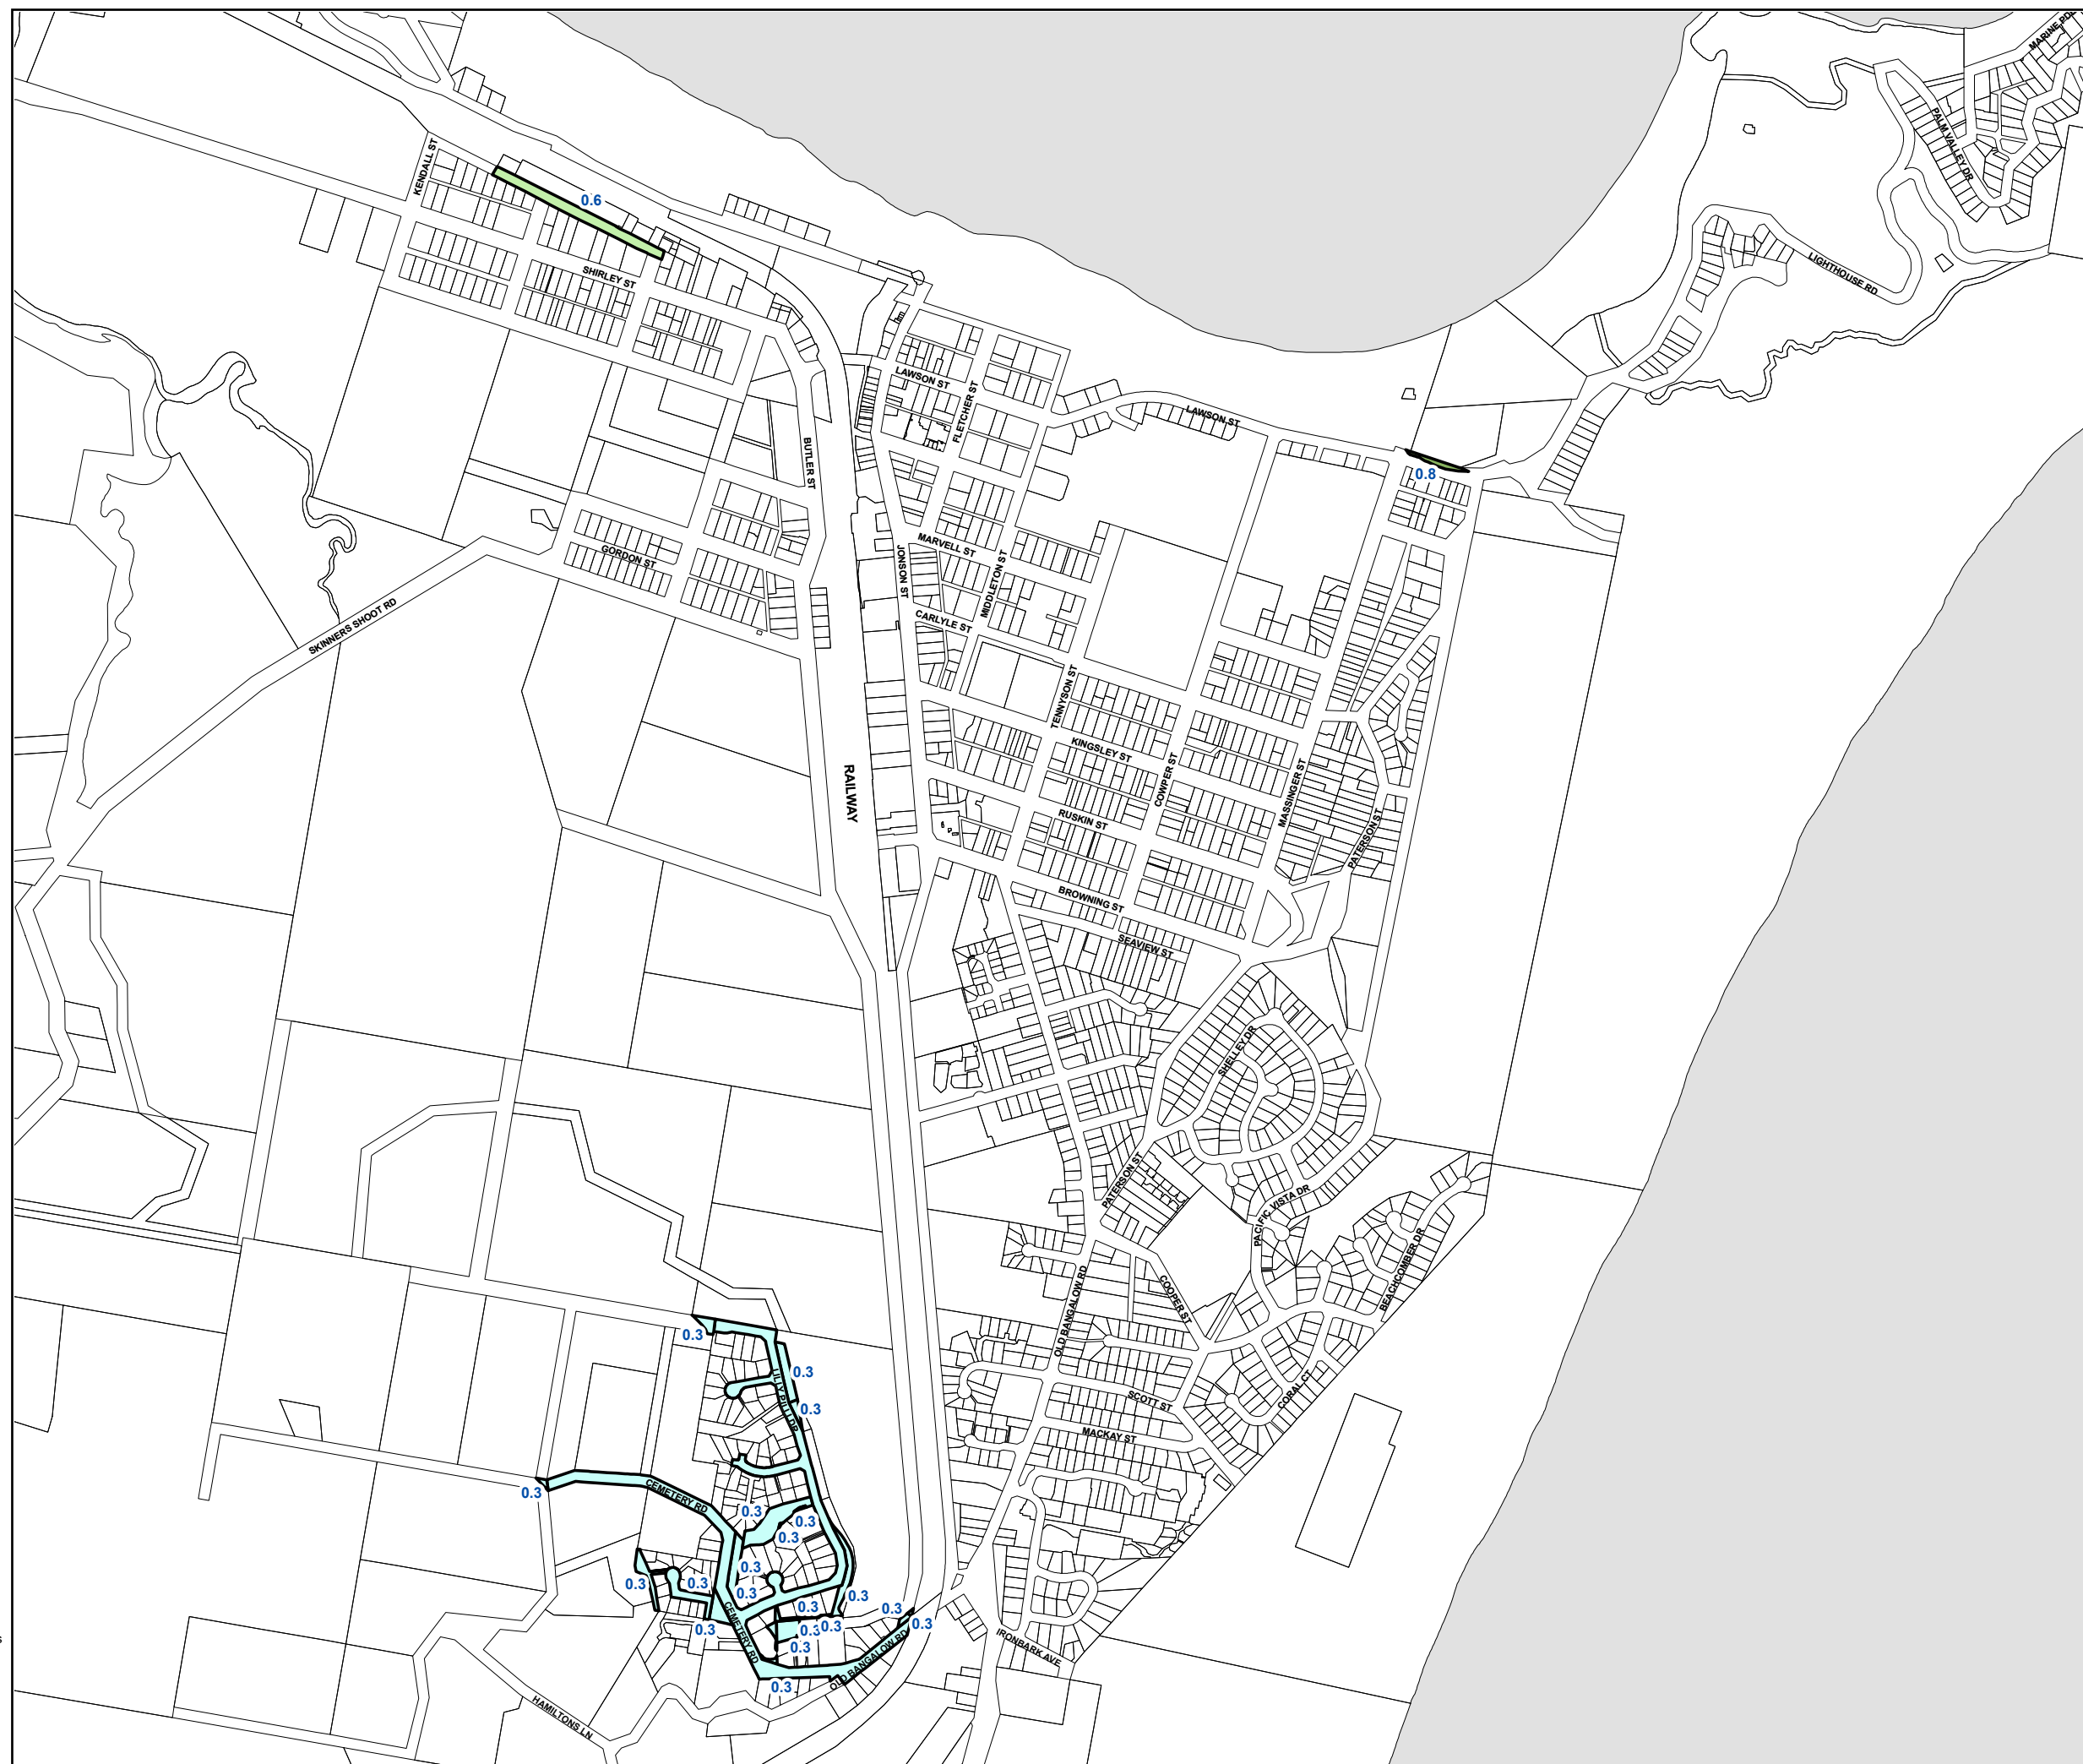 MARINE PDE
KENDALL ST
0.6
PALM VALLEY DR
SHIRLEY ST
LIGHTHOUSE RD
LAWSON ST
FLETCHER ST
LAWSON ST
BUTLER ST
0.8
GORDON ST
JONSON ST
MARVELL ST
MIDDLETON ST
SKINNERS SHOOT RD
CARLYLE ST
TENNYSON ST
KINGSLEY ST
COWPER ST
MASSINGER ST
RAILWAY
RUSKIN ST
PATERSON ST
BROWNING ST
SEAVIEW ST
SHELLEY DR
PATERSON ST
PACIFIC VISTA DR
BEACHCOMBER DR
COOPER ST
OLD BANGALOW RD
0.3
0.3
LILLY PILLI DR
0.3
SCOTT ST
CORAL CT
MACKAY ST
0.3
CEMETERY RD
0.3
0.3
0.3
0.3
0.3
0.3
0.3
0.3
0.3
0.3
0.3
CEMETERY RD
0.3
0.3
0.3
0.3
0.3
OLD BANGALOW RD
IRONBARK AVE
0.3
HAMILTONS LN